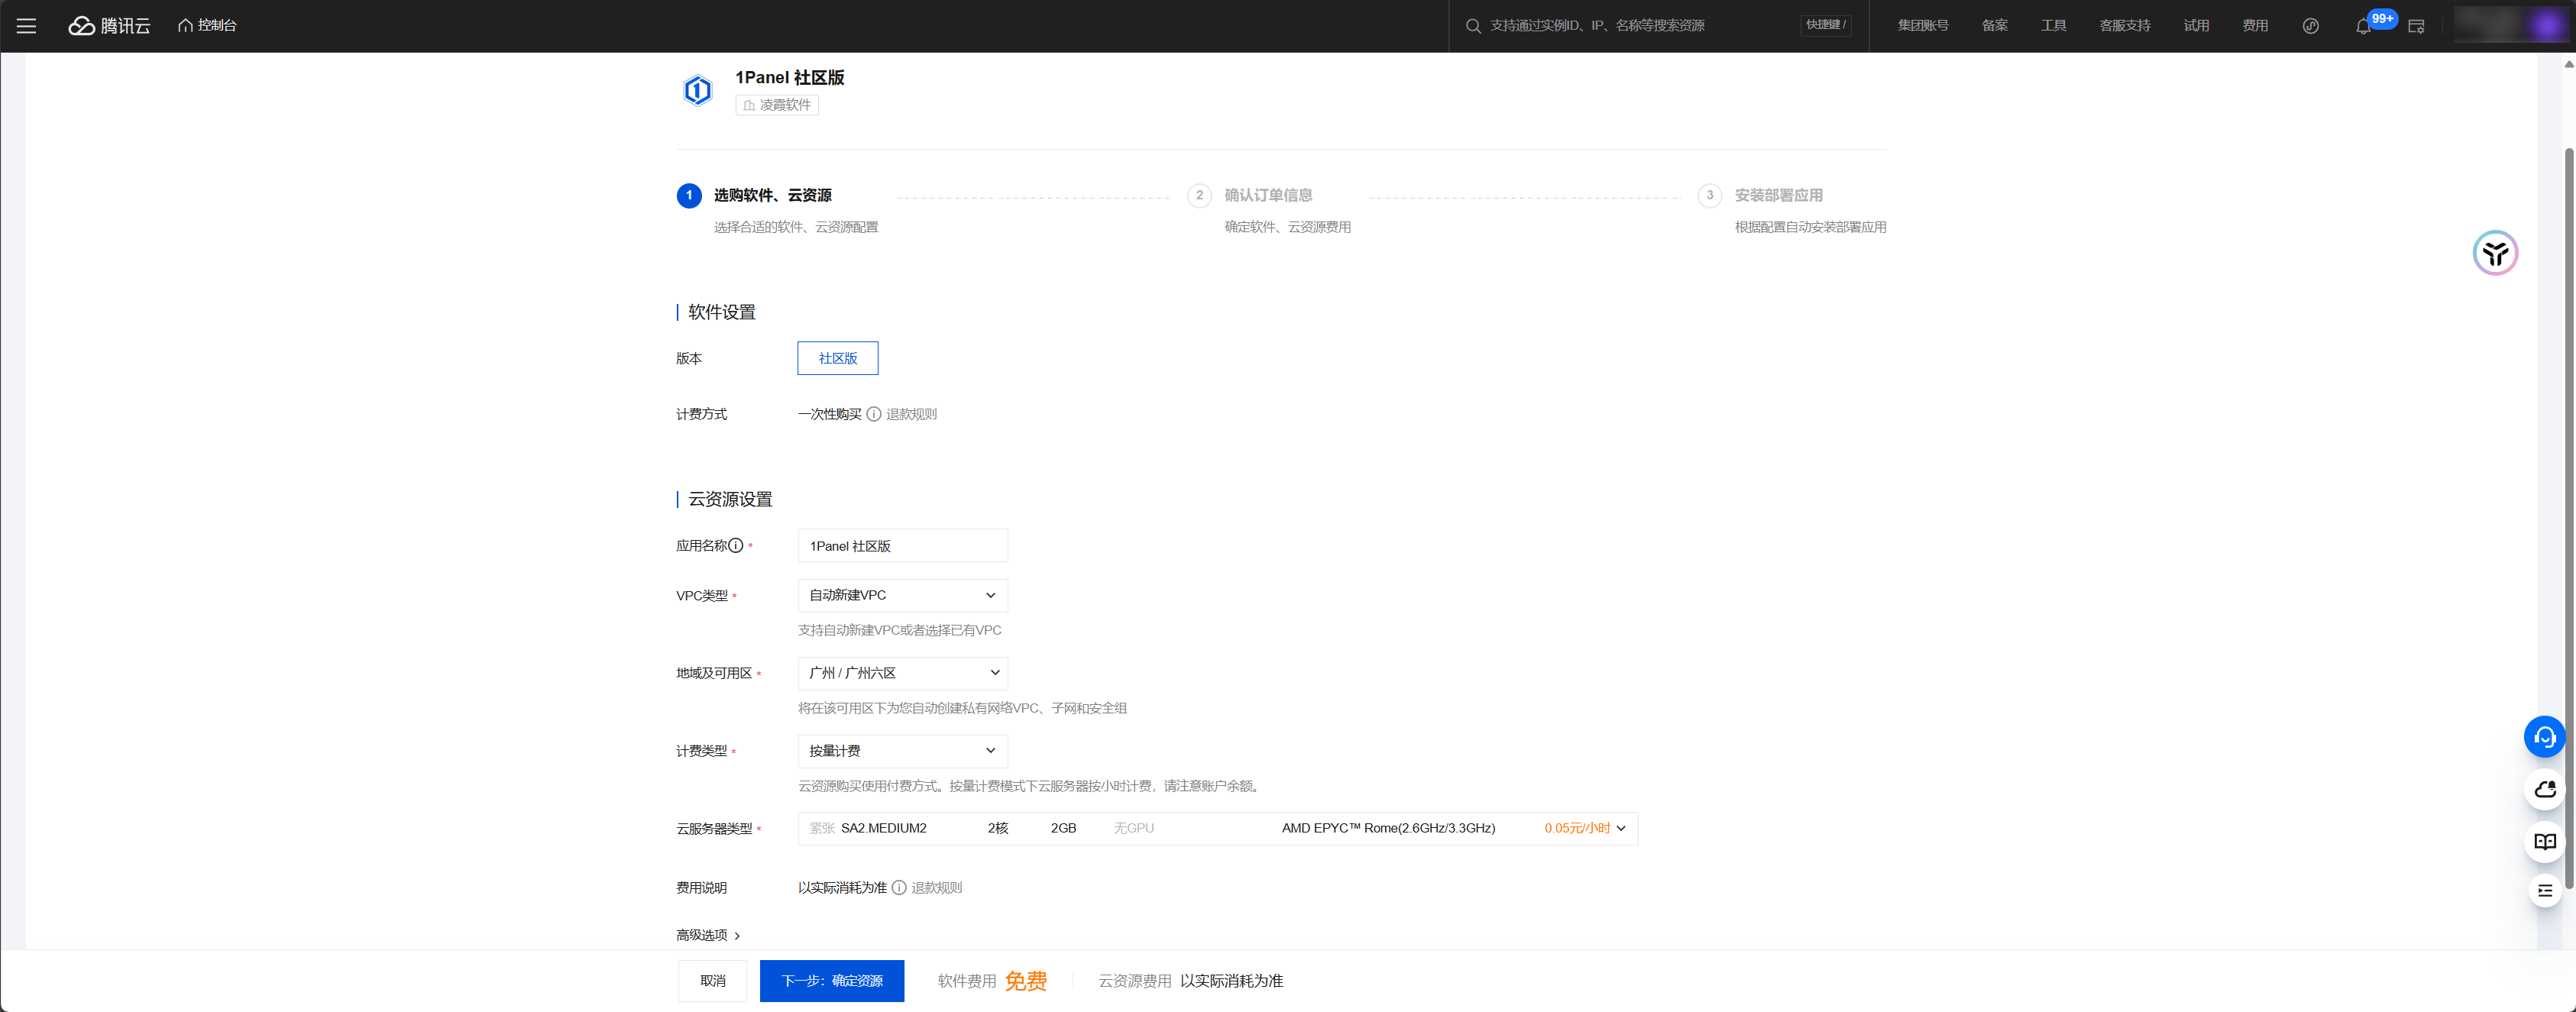 腾讯云 控制台 支持通过实例ID、IP、名称等搜索资源 快捷键 / 集团账号 备案 工具 客服支持 试用 费用 99+
1Panel 社区版
凌霞软件
1 选购软件、云资源 2 确认订单信息 3 安装部署应用
选择合适的软件、云资源配置 确定软件、云资源费用 根据配置自动安装部署应用
软件设置
版本 社区版
计费方式 一次性购买 退款规则
云资源设置
应用名称 * 1Panel 社区版
VPC类型 * 自动新建VPC
支持自动新建VPC或者选择已有VPC
地域及可用区 * 广州 / 广州六区
将在该可用区下为您自动创建私有网络VPC、子网和安全组
计费类型 * 按量计费
云资源购买使用付费方式。按量计费模式下云服务器按小时计费，请注意账户余额。
云服务器类型 * 紧张 SA2.MEDIUM2 2核 2GB 无GPU AMD EPYC™ Rome(2.6GHz/3.3GHz) 0.05元/小时
费用说明 以实际消耗为准 退款规则
高级选项
取消 下一步：确定资源 软件费用 免费 云资源费用 以实际消耗为准